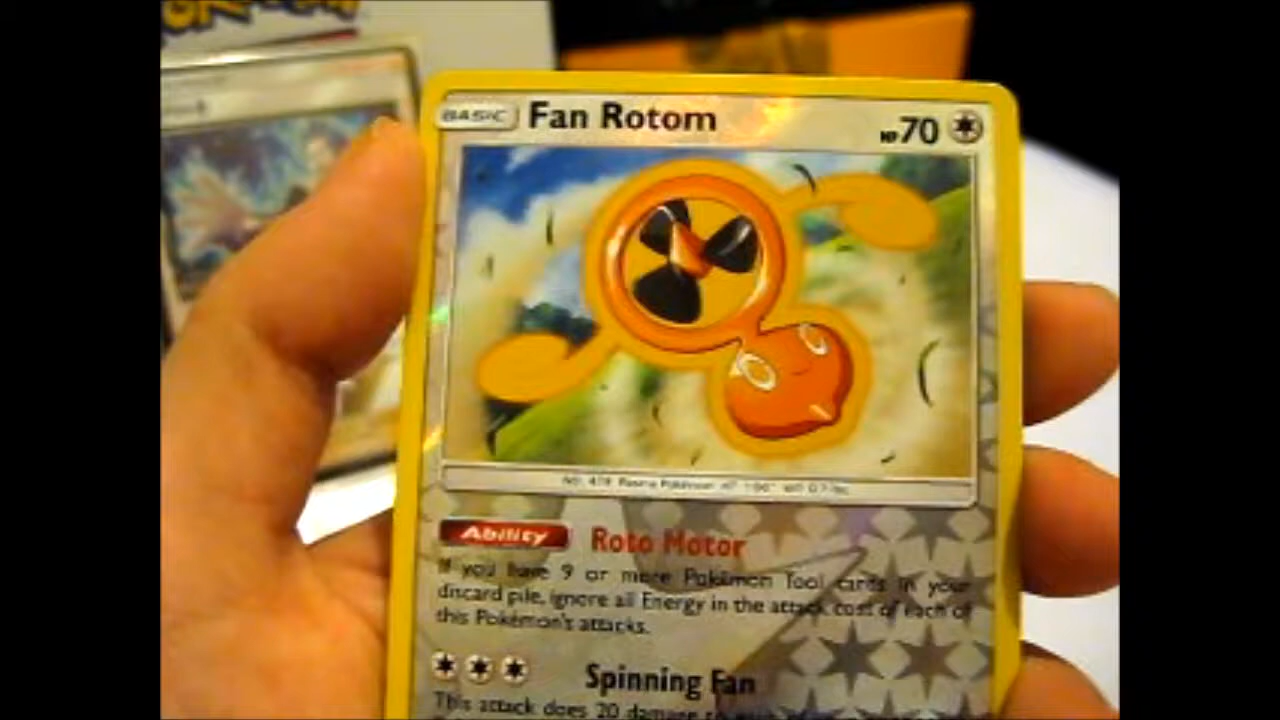 BASIC Fan Rotom HP70
Ability Roto Motor
If you have 9 or more Pokémon Tool cards in your
discard pile, ignore all Energy in the attack cost of each of
this Pokémon's attacks.
Spinning Fan
This attack does 20 damage to